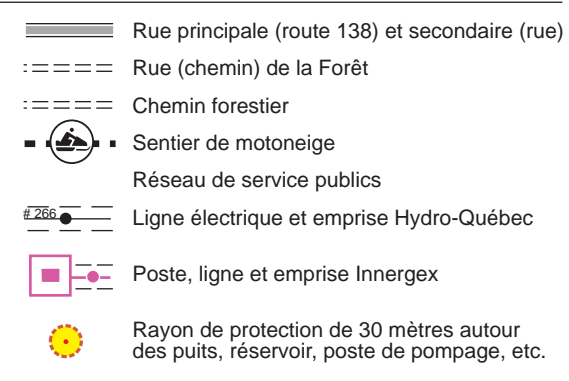 Rue principale (route 138) et secondaire (rue)
Rue (chemin) de la Forêt
Chemin forestier
Sentier de motoneige
Réseau de service publics
# 266 Ligne électrique et emprise Hydro-Québec
Poste, ligne et emprise Innergex
Rayon de protection de 30 mètres autour
des puits, réservoir, poste de pompage, etc.